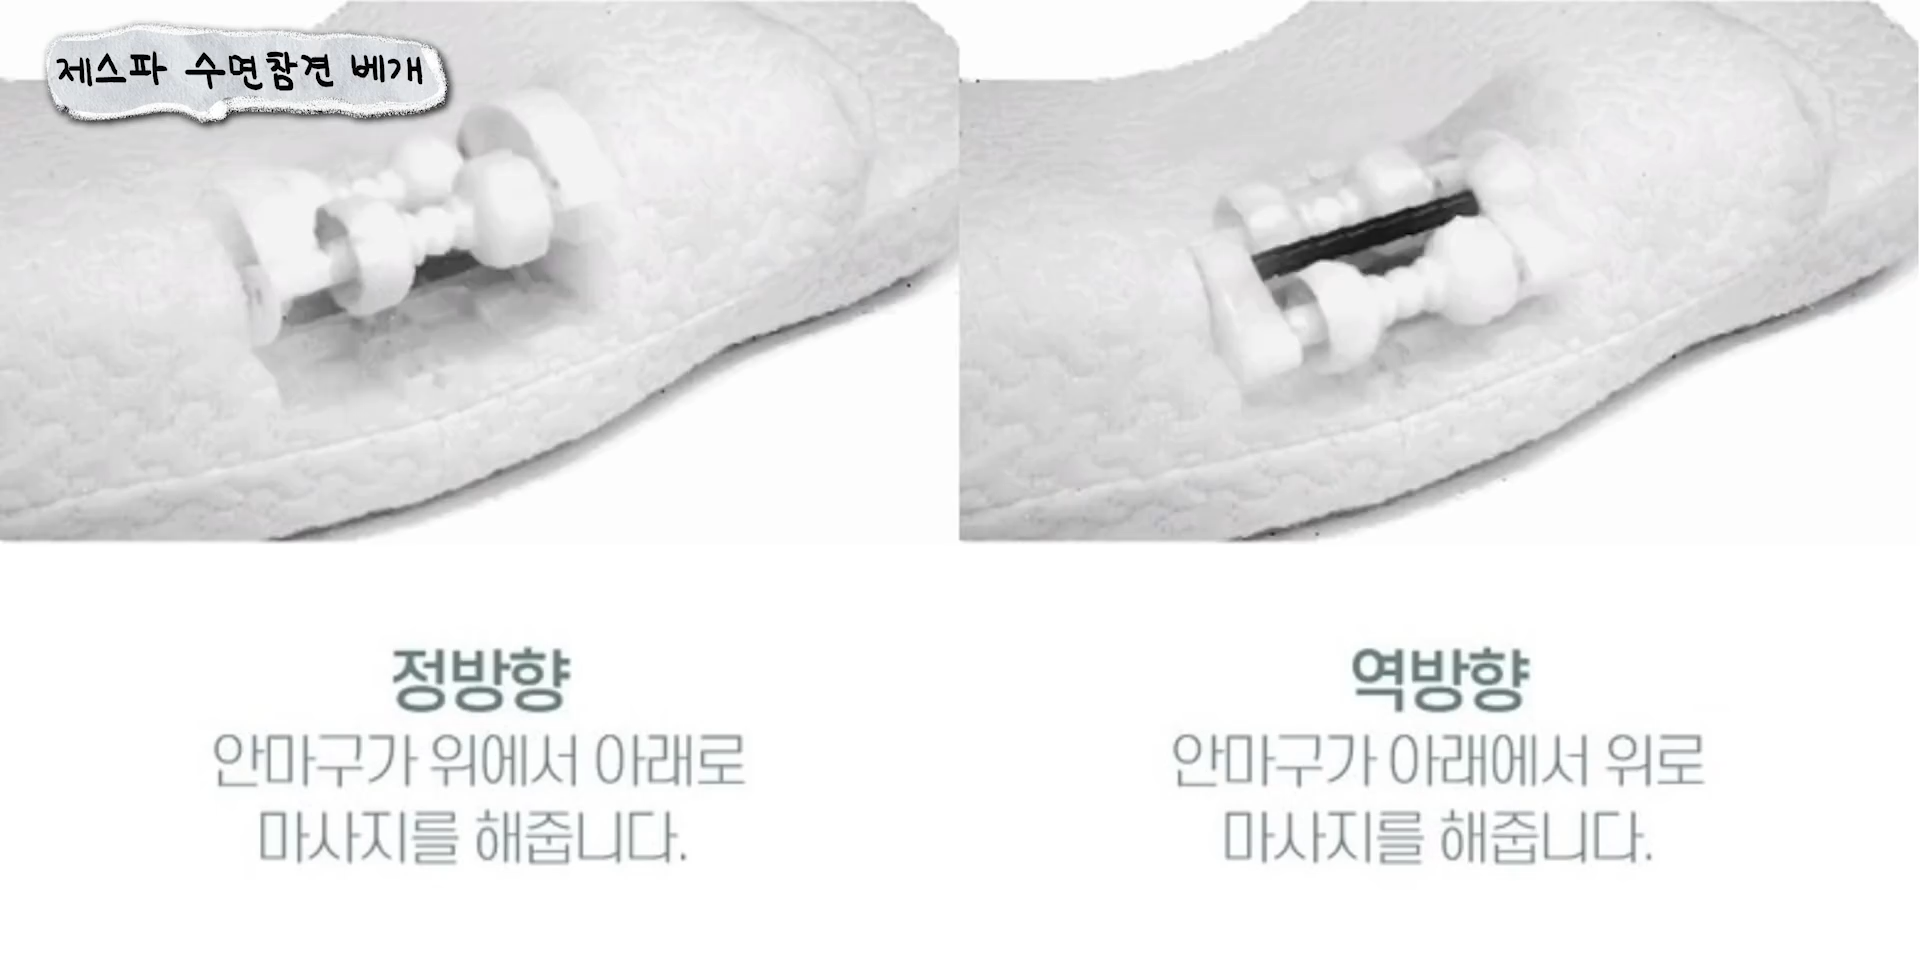 제스파 수면참견 베개
정방향
안마구가 위에서 아래로
마사지를 해줍니다.
역방향
안마구가 아래에서 위로
마사지를 해줍니다.